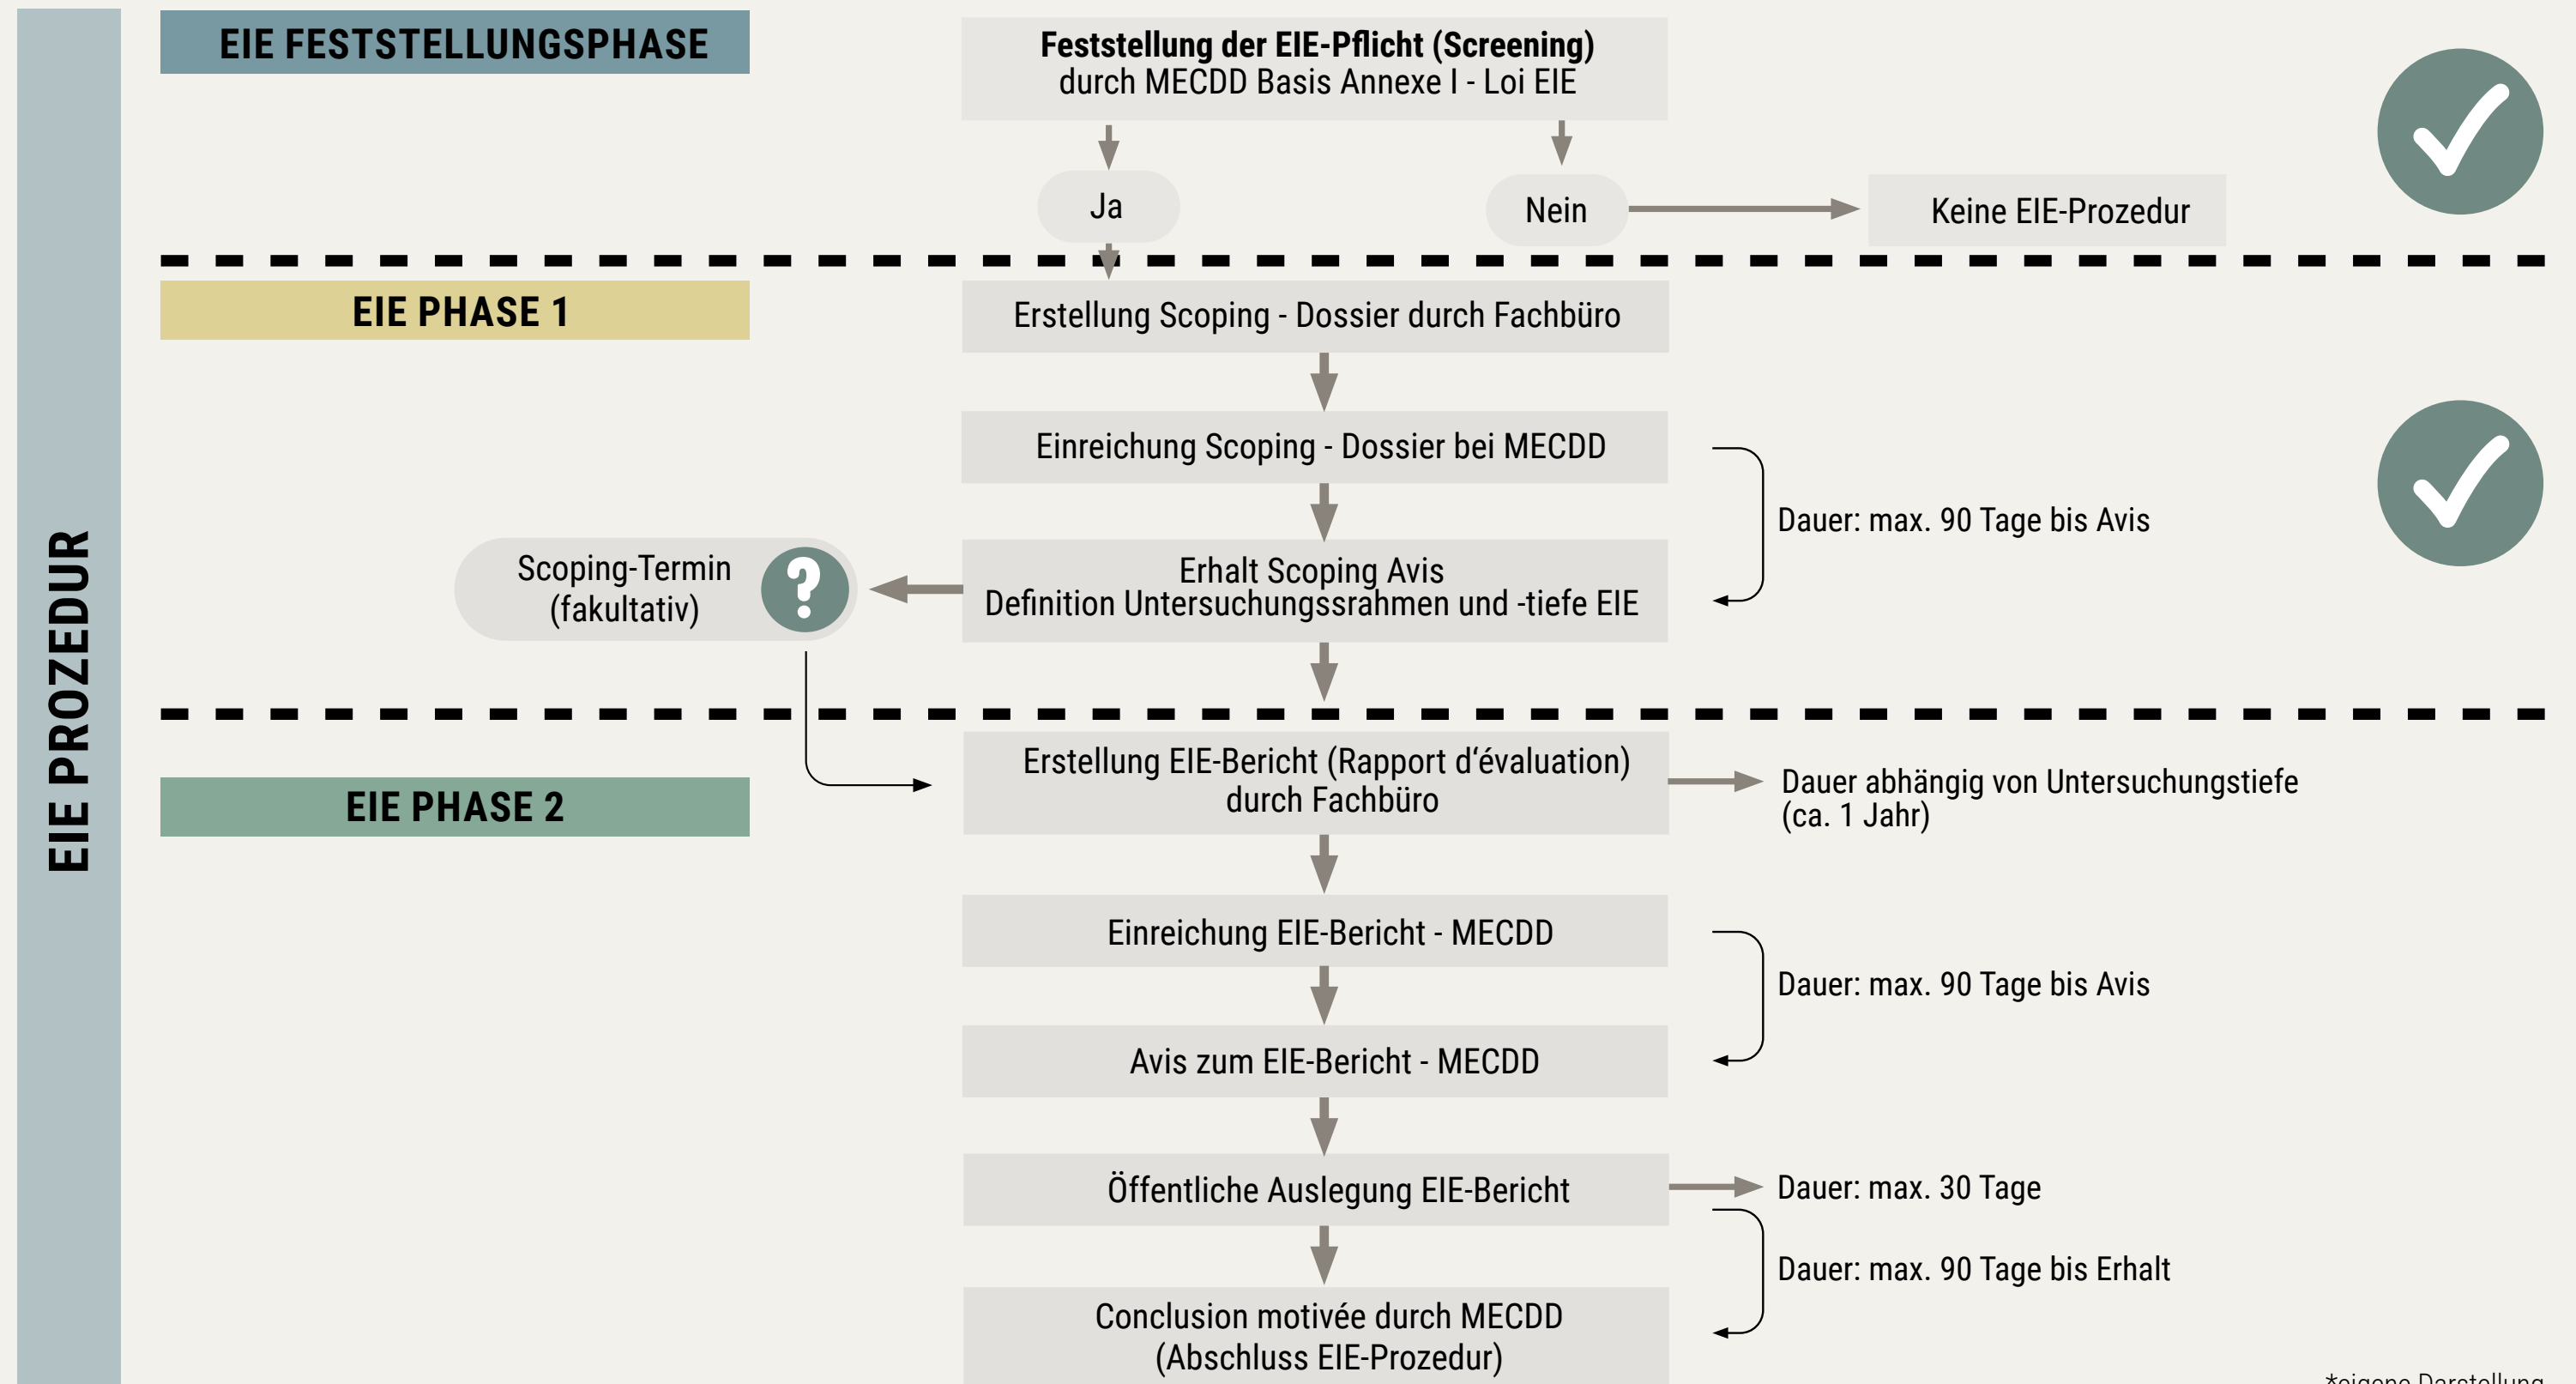 EIE PROZEDUR
EIE FESTSTELLUNGSPHASE
Feststellung der EIE-Pflicht (Screening)
durch MECDD Basis Annexe I - Loi EIE
Ja
Nein
Keine EIE-Prozedur
EIE PHASE 1
Erstellung Scoping - Dossier durch Fachbüro
Einreichung Scoping - Dossier bei MECDD
Dauer: max. 90 Tage bis Avis
Scoping-Termin
(fakultativ)
?
Erhalt Scoping Avis
Definition Untersuchungssrahmen und -tiefe EIE
EIE PHASE 2
Erstellung EIE-Bericht (Rapport d‘évaluation)
durch Fachbüro
Dauer abhängig von Untersuchungstiefe
(ca. 1 Jahr)
Einreichung EIE-Bericht - MECDD
Dauer: max. 90 Tage bis Avis
Avis zum EIE-Bericht - MECDD
Öffentliche Auslegung EIE-Bericht
Dauer: max. 30 Tage
Dauer: max. 90 Tage bis Erhalt
Conclusion motivée durch MECDD
(Abschluss EIE-Prozedur)
*eigene Darstellung